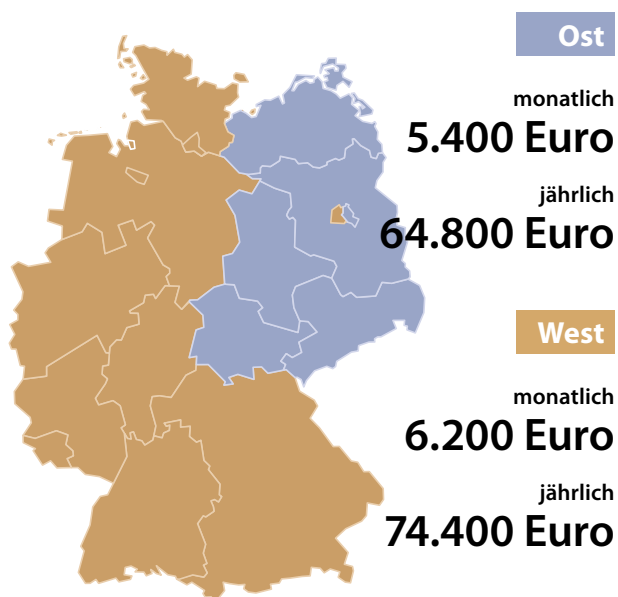 Ost
monatlich
5.400 Euro
jährlich
64.800 Euro
West
monatlich
6.200 Euro
jährlich
74.400 Euro